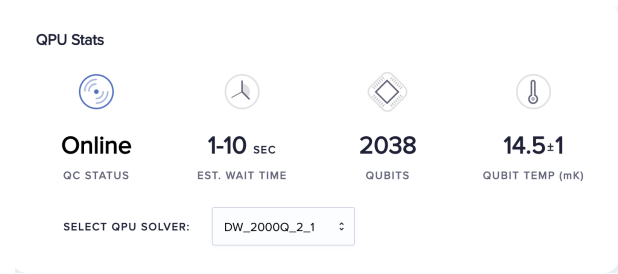 QPU Stats
Online
1-10 SEC
2038
14.5±1
QC STATUS
EST. WAIT TIME
QUBITS
QUBIT TEMP (mK)
SELECT QPU SOLVER: DW_2000Q_2_1